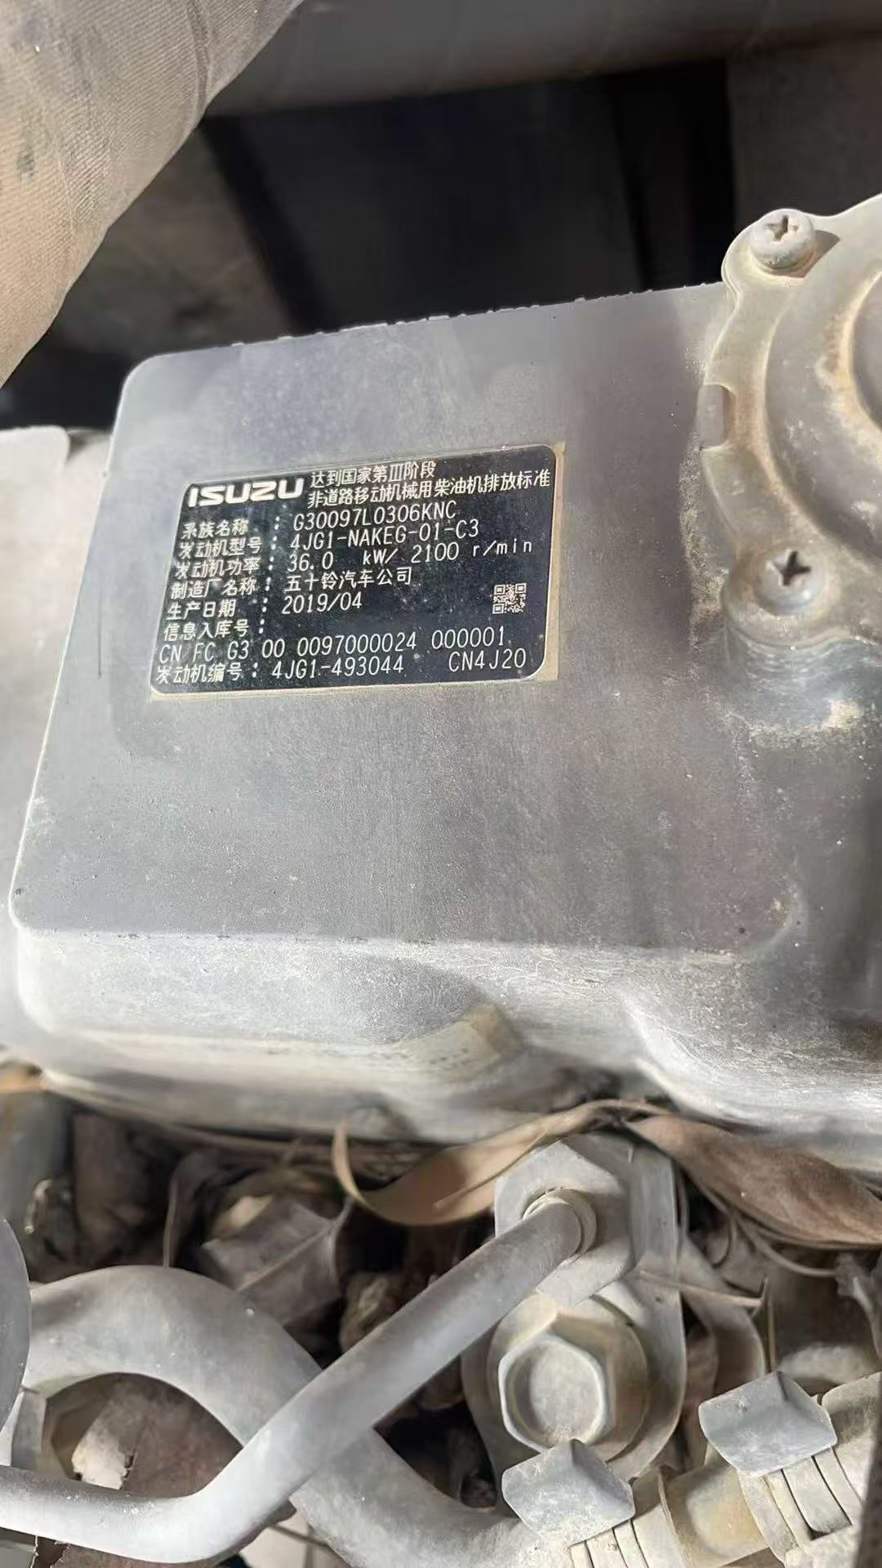 ISUZU 达到国家第Ⅲ阶段
非道路移动机械用柴油机排放标准
系族名称 : G30097L0306KNC
发动机型号 : 4JG1-NAKEG-01-C3
发动机功率 : 36.0 kW/ 2100 r/min
制造厂名称 : 五十铃汽车公司
生产日期 : 2019/04
信息入库号 :
CN FC G3 00 0097000024 000001
发动机编号 : 4JG1-493044 CN4J20